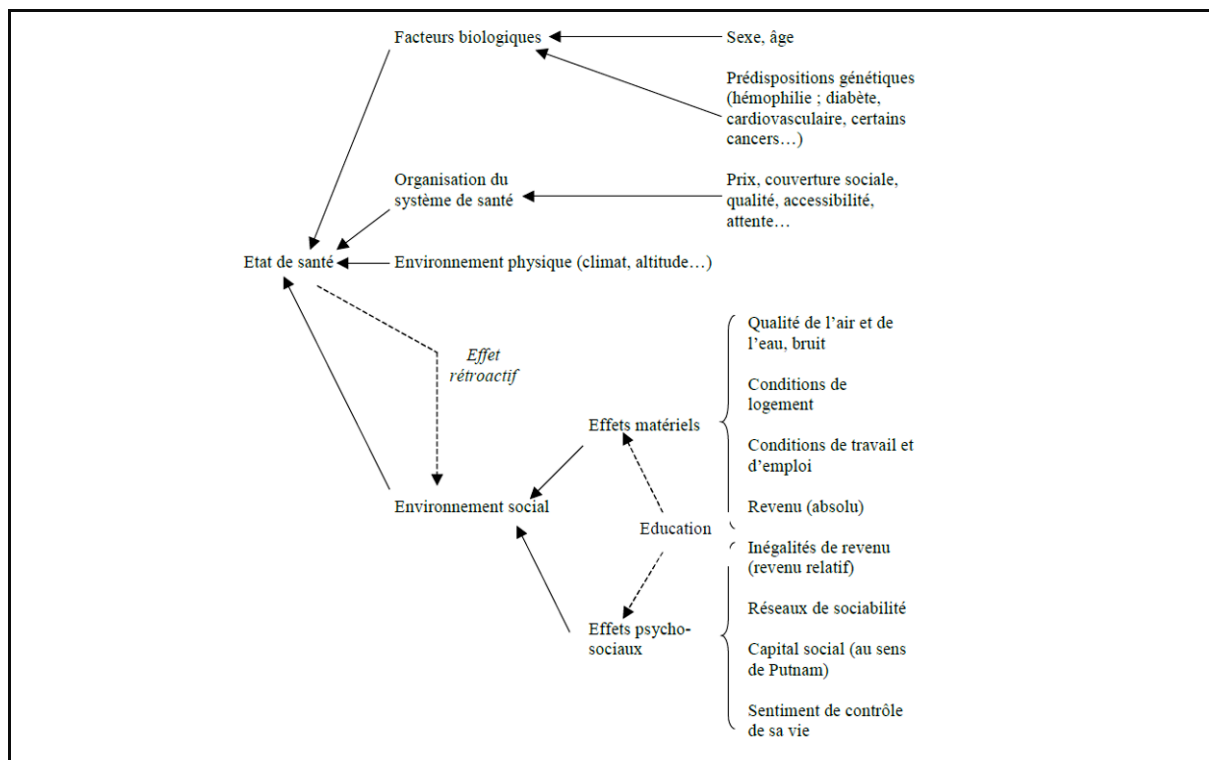 Facteurs biologiques
Sexe, âge
Prédispositions génétiques
(hémophilie ; diabète,
cardiovasculaire, certains
cancers…)
Organisation du
système de santé
Prix, couverture sociale,
qualité, accessibilité,
attente…
Etat de santé
Environnement physique (climat, altitude…)
Effet
rétroactif
Qualité de l’air et de
l’eau, bruit
Conditions de
logement
Effets matériels
Conditions de travail et
d’emploi
Environnement social
Revenu (absolu)
Education
Inégalités de revenu
(revenu relatif)
Réseaux de sociabilité
Effets psycho-
sociaux
Capital social (au sens
de Putnam)
Sentiment de contrôle
de sa vie